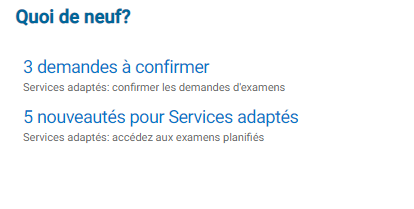 Quoi de neuf?
3 demandes à confirmer
Services adaptés: confirmer les demandes d'examens
5 nouveautés pour Services adaptés
Services adaptés: accédez aux examens planifiés